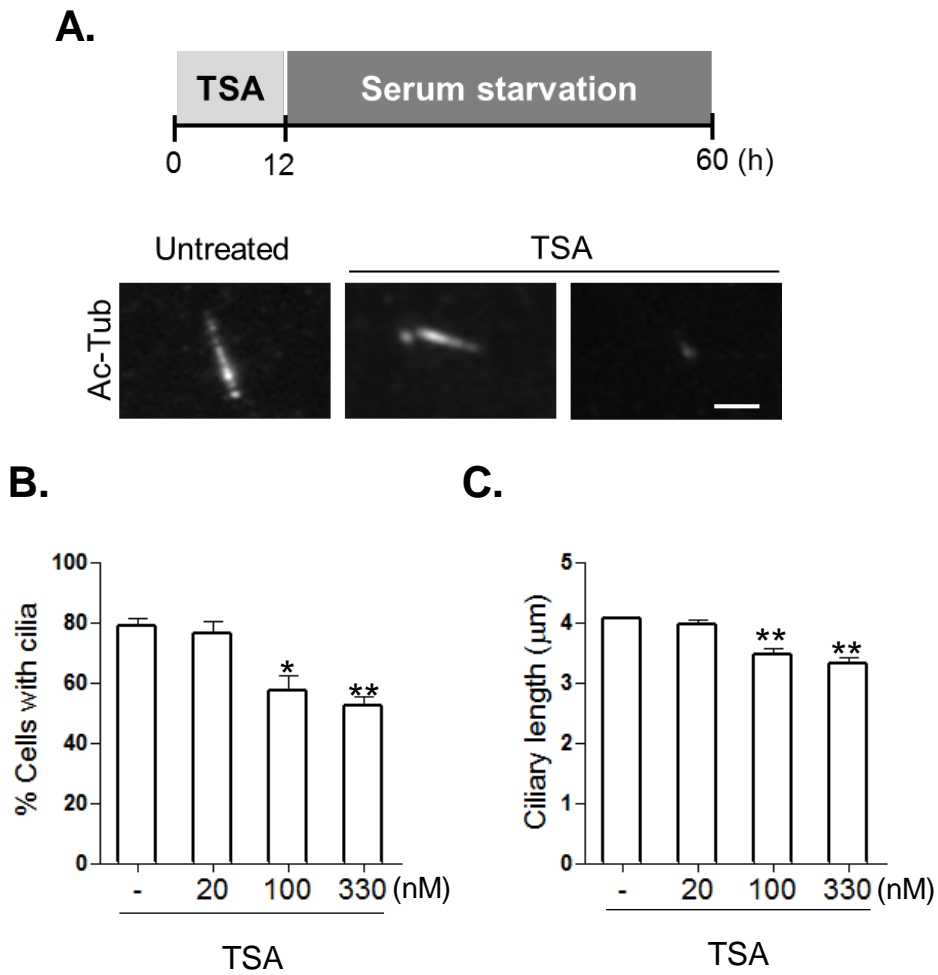 A.
TSA Serum starvation
0 12 60 (h)
Untreated TSA
Ac-Tub
B.
% Cells with cilia
100
80
60
40
20
0
* **
- 20 100 330 (nM)
TSA
C.
Ciliary length (μm)
5
4
3
2
1
0
** **
- 20 100 330 (nM)
TSA